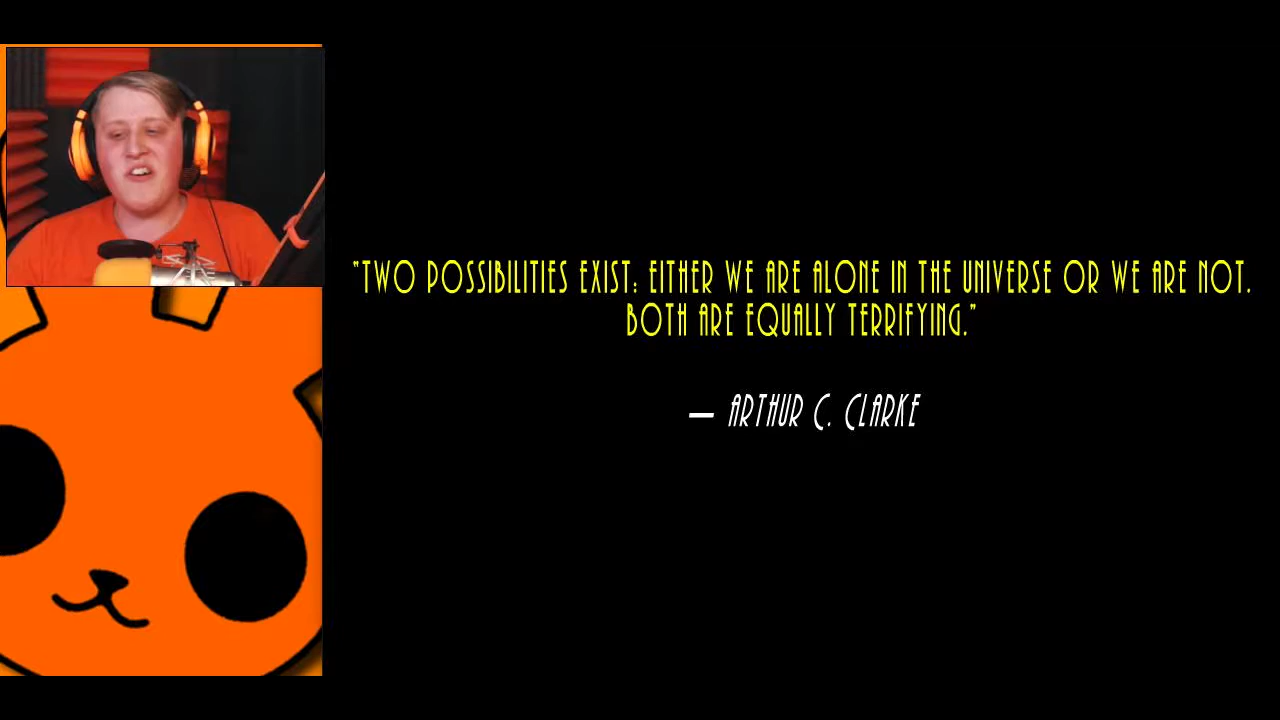 "TWO POSSIBILITIES EXIST: EITHER WE ARE ALONE IN THE UNIVERSE OR WE ARE NOT.
BOTH ARE EQUALLY TERRIFYING."
— ARTHUR C. CLARKE